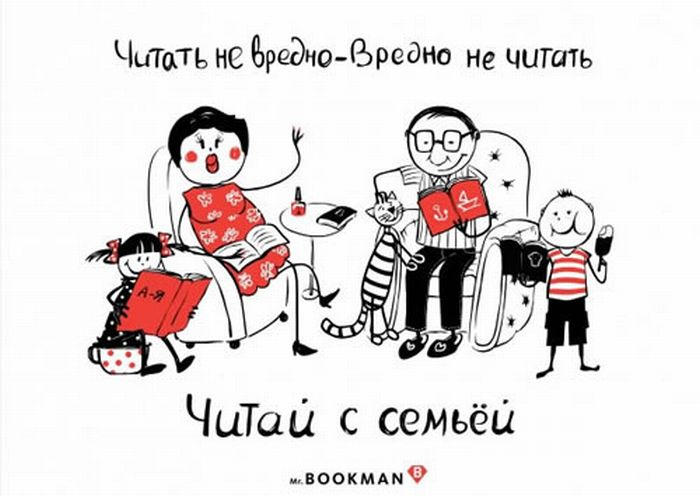 Читать не вредно-Вредно не читать
А-Я
Читай с семьёй
Mr. BOOKMAN B